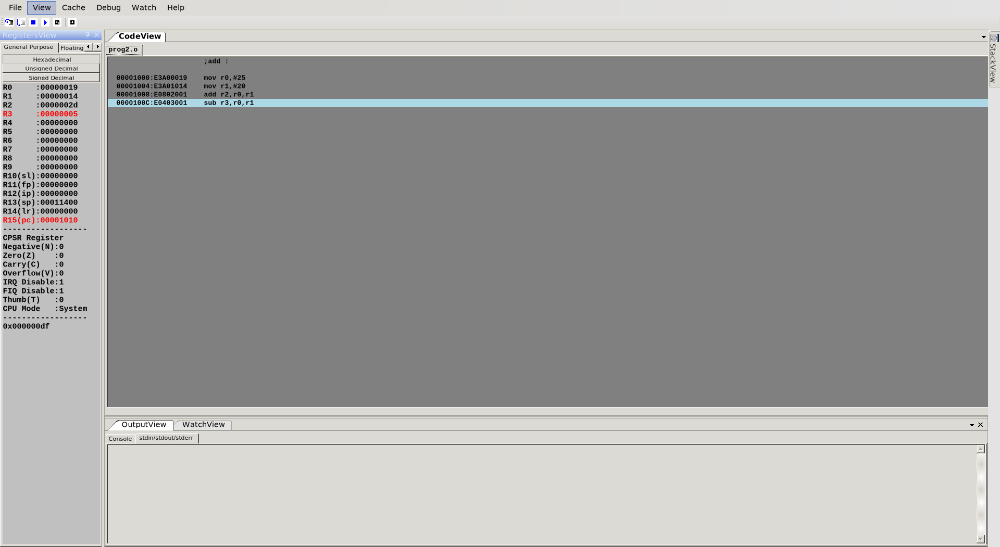 File View Cache Debug Watch Help
RegistersView
General Purpose Floating
Hexadecimal
Unsigned Decimal
Signed Decimal
R0     :00000019
R1     :00000014
R2     :0000002d
R3     :00000005
R4     :00000000
R5     :00000000
R6     :00000000
R7     :00000000
R8     :00000000
R9     :00000000
R10(sl):00000000
R11(fp):00000000
R12(ip):00000000
R13(sp):00011400
R14(lr):00000000
R15(pc):00001010
------------------
CPSR Register
Negative(N):0
Zero(Z)    :0
Carry(C)   :0
Overflow(V):0
IRQ Disable:1
FIQ Disable:1
Thumb(T)   :0
CPU Mode   :System
------------------
0x000000df
CodeView
prog2.o
;add :
00001000:E3A00019    mov r0,#25
00001004:E3A01014    mov r1,#20
00001008:E0802001    add r2,r0,r1
0000100C:E0403001    sub r3,r0,r1
OutputView WatchView
Console stdin/stdout/stderr
StackView